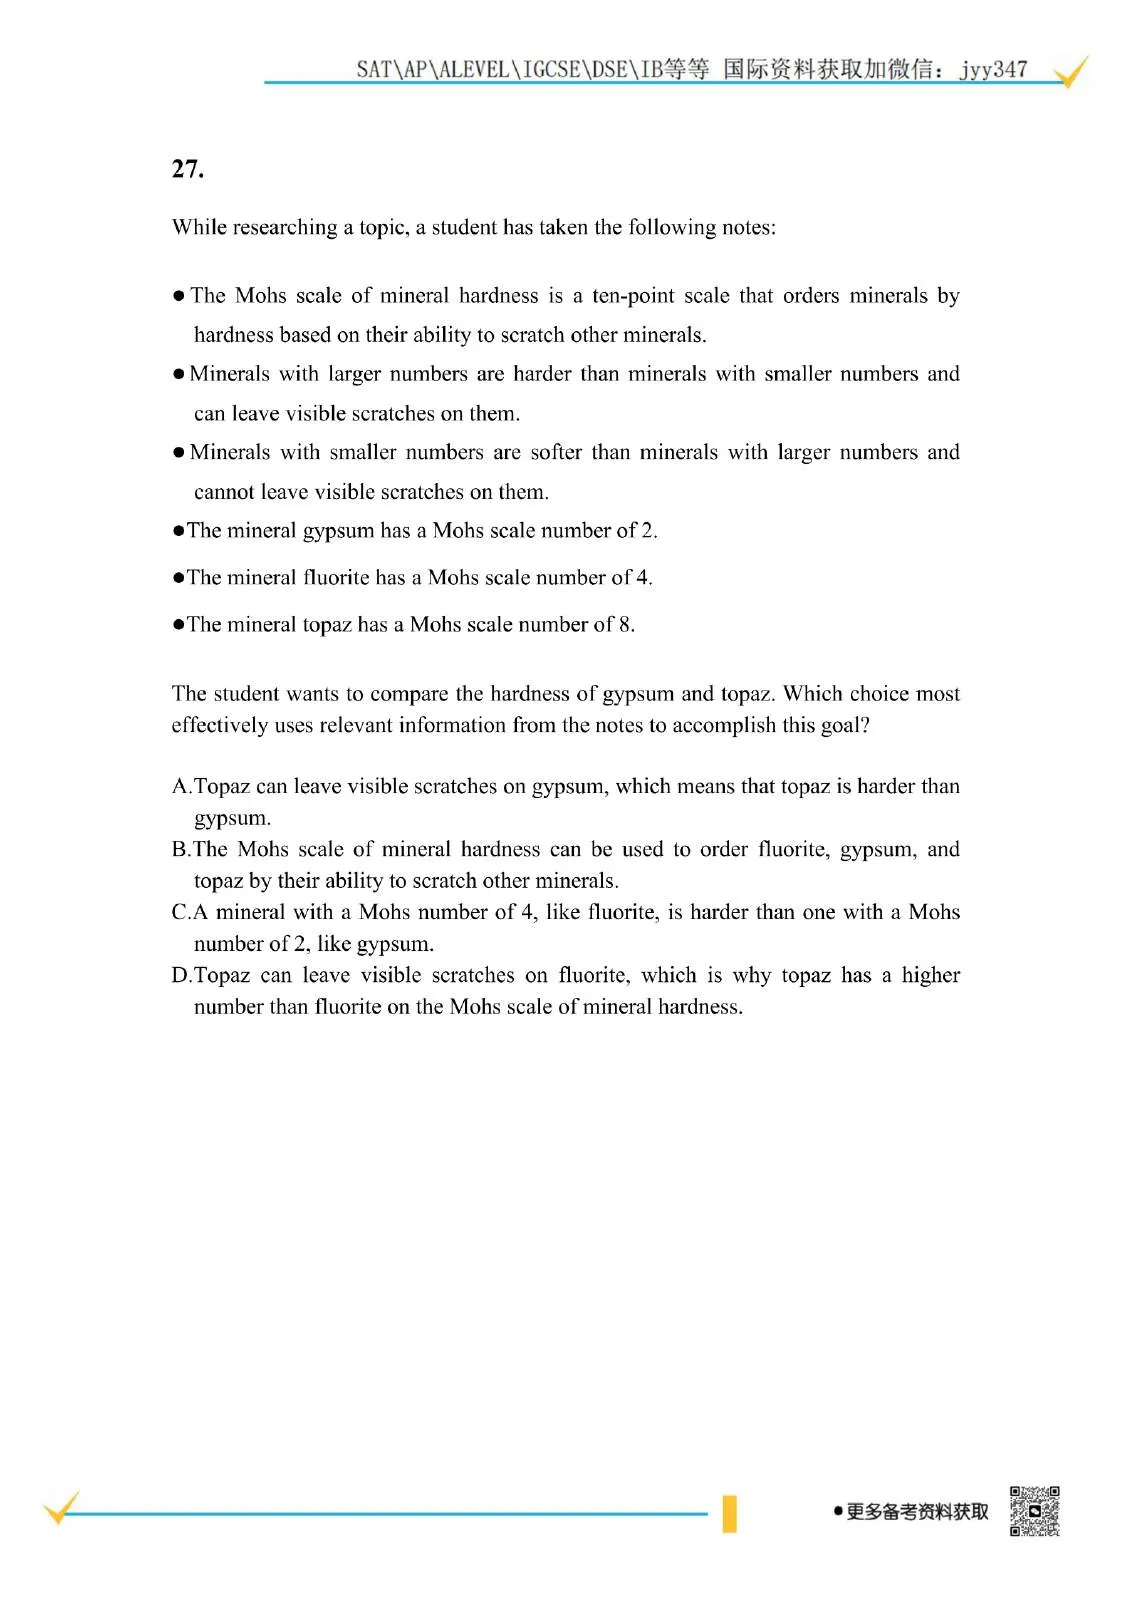 SAT\AP\ALEVEL\IGCSE\DSE\IB等等 国际资料获取加微信：jyy347
27.
While researching a topic, a student has taken the following notes:
● The Mohs scale of mineral hardness is a ten-point scale that orders minerals by
hardness based on their ability to scratch other minerals.
● Minerals with larger numbers are harder than minerals with smaller numbers and
can leave visible scratches on them.
● Minerals with smaller numbers are softer than minerals with larger numbers and
cannot leave visible scratches on them.
●The mineral gypsum has a Mohs scale number of 2.
●The mineral fluorite has a Mohs scale number of 4.
●The mineral topaz has a Mohs scale number of 8.
The student wants to compare the hardness of gypsum and topaz. Which choice most
effectively uses relevant information from the notes to accomplish this goal?
A.Topaz can leave visible scratches on gypsum, which means that topaz is harder than
gypsum.
B.The Mohs scale of mineral hardness can be used to order fluorite, gypsum, and
topaz by their ability to scratch other minerals.
C.A mineral with a Mohs number of 4, like fluorite, is harder than one with a Mohs
number of 2, like gypsum.
D.Topaz can leave visible scratches on fluorite, which is why topaz has a higher
number than fluorite on the Mohs scale of mineral hardness.
●更多备考资料获取